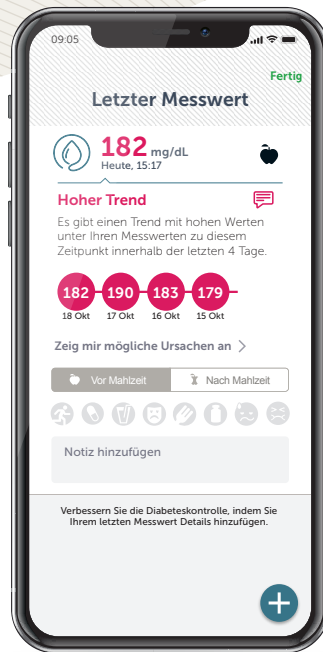 09:05
Fertig
Letzter Messwert
182 mg/dL
Heute, 15:17
Hoher Trend
Es gibt einen Trend mit hohen Werten
unter Ihren Messwerten zu diesem
Zeitpunkt innerhalb der letzten 4 Tage.
182 190 183 179
18 Okt 17 Okt 16 Okt 15 Okt
Zeig mir mögliche Ursachen an >
Vor Mahlzeit Nach Mahlzeit
Notiz hinzufügen
Verbessern Sie die Diabeteskontrolle, indem Sie
Ihrem letzten Messwert Details hinzufügen.